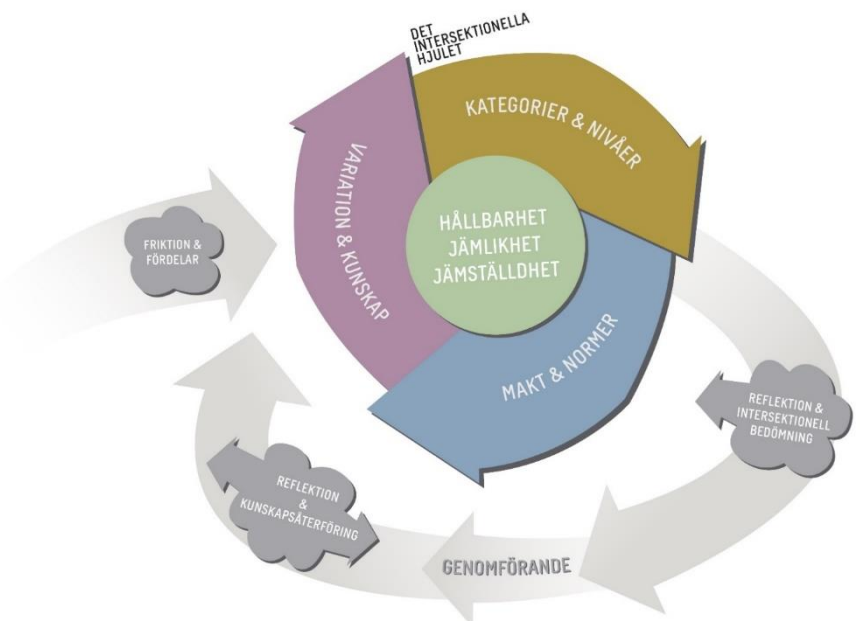 DET
INTERSEKTIONELLA
HJULET
KATEGORIER & NIVÅER
VARIATION & KUNSKAP
HÅLLBARHET
JÄMLIKHET
JÄMSTÄLLDHET
MAKT & NORMER
FRIKTION &
FÖRDELAR
REFLEKTION &
INTERSEKTIONELL
BEDÖMNING
GENOMFÖRANDE
REFLEKTION
&
KUNSKAPSÅTERFÖRING